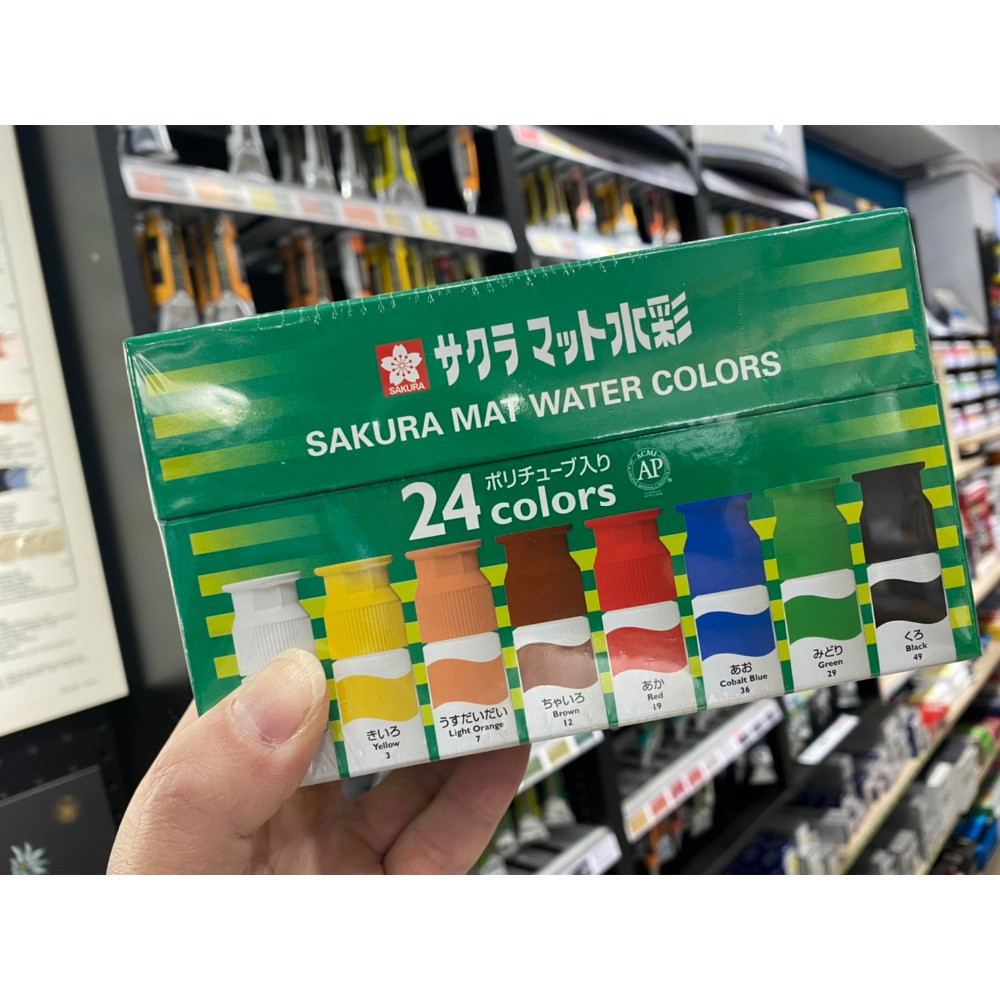 サクラ マット水彩
SAKURA
SAKURA MAT WATER COLORS
24 ポリチューブ入り
colors
ACMI
AP
きいろ
Yellow
3
うすだいだい
Light Orange
7
ちゃいろ
Brown
12
あか
Red
19
あお
Cobalt Blue
36
みどり
Green
29
くろ
Black
49